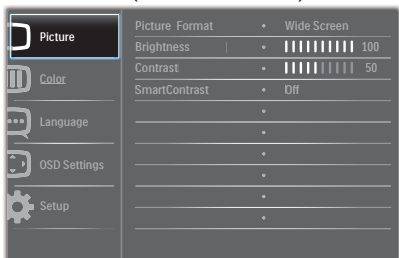 Picture
Color
Language
OSD Settings
Setup
Picture Format • Wide Screen
Brightness • 100
Contrast • 50
SmartContrast • Off
•
•
•
•
•
•